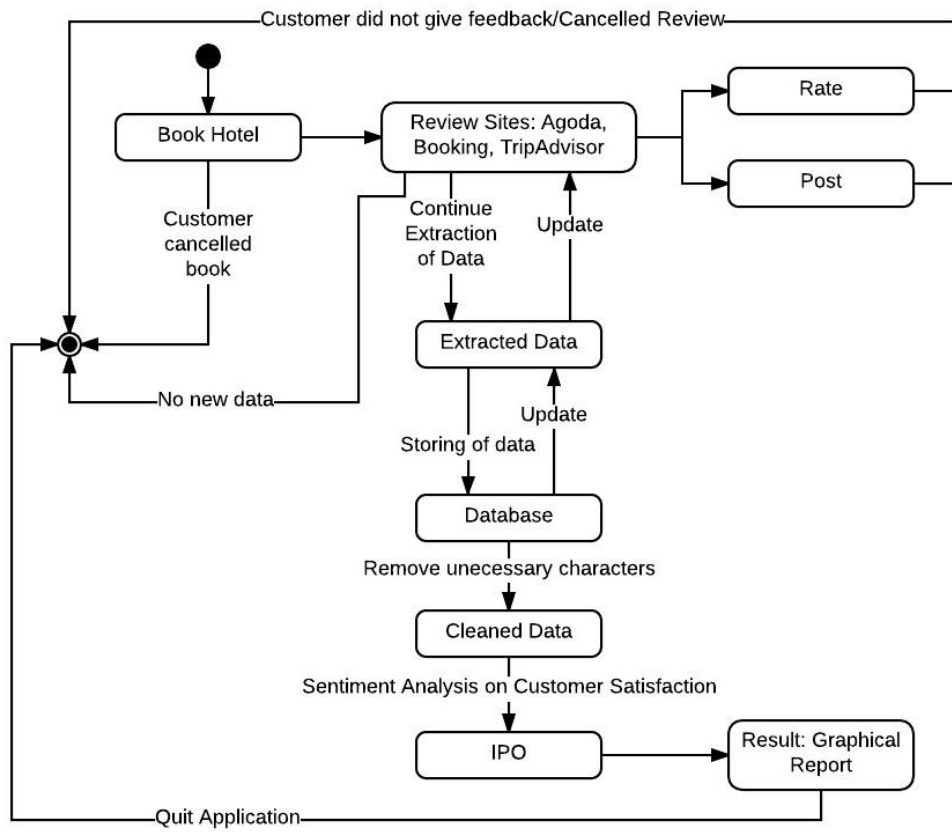 Customer did not give feedback/Cancelled Review
Book Hotel
Review Sites: Agoda,
Booking, TripAdvisor
Rate
Post
Customer
cancelled
book
Continue
Extraction
of Data
Update
Extracted Data
No new data
Update
Storing of data
Database
Remove unecessary characters
Cleaned Data
Sentiment Analysis on Customer Satisfaction
IPO
Result: Graphical
Report
Quit Application